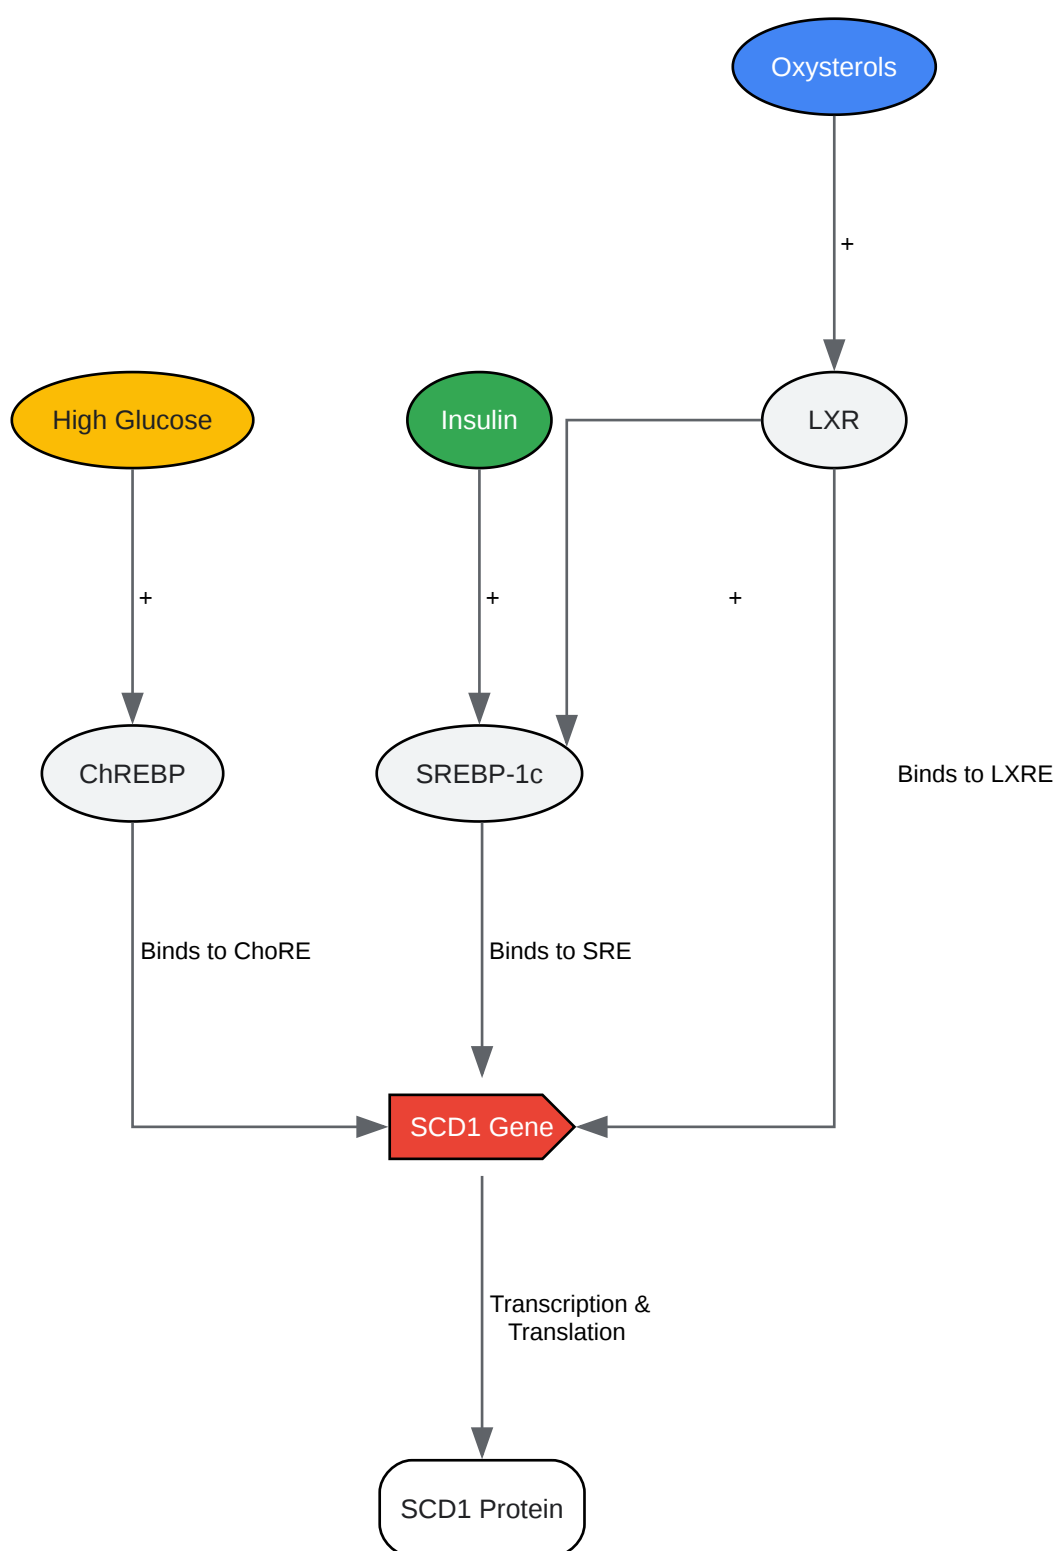 Oxysterols
+
High Glucose
Insulin
LXR
+
+
+
ChREBP
SREBP-1c
Binds to LXRE
Binds to ChoRE
Binds to SRE
SCD1 Gene
Transcription &
Translation
SCD1 Protein